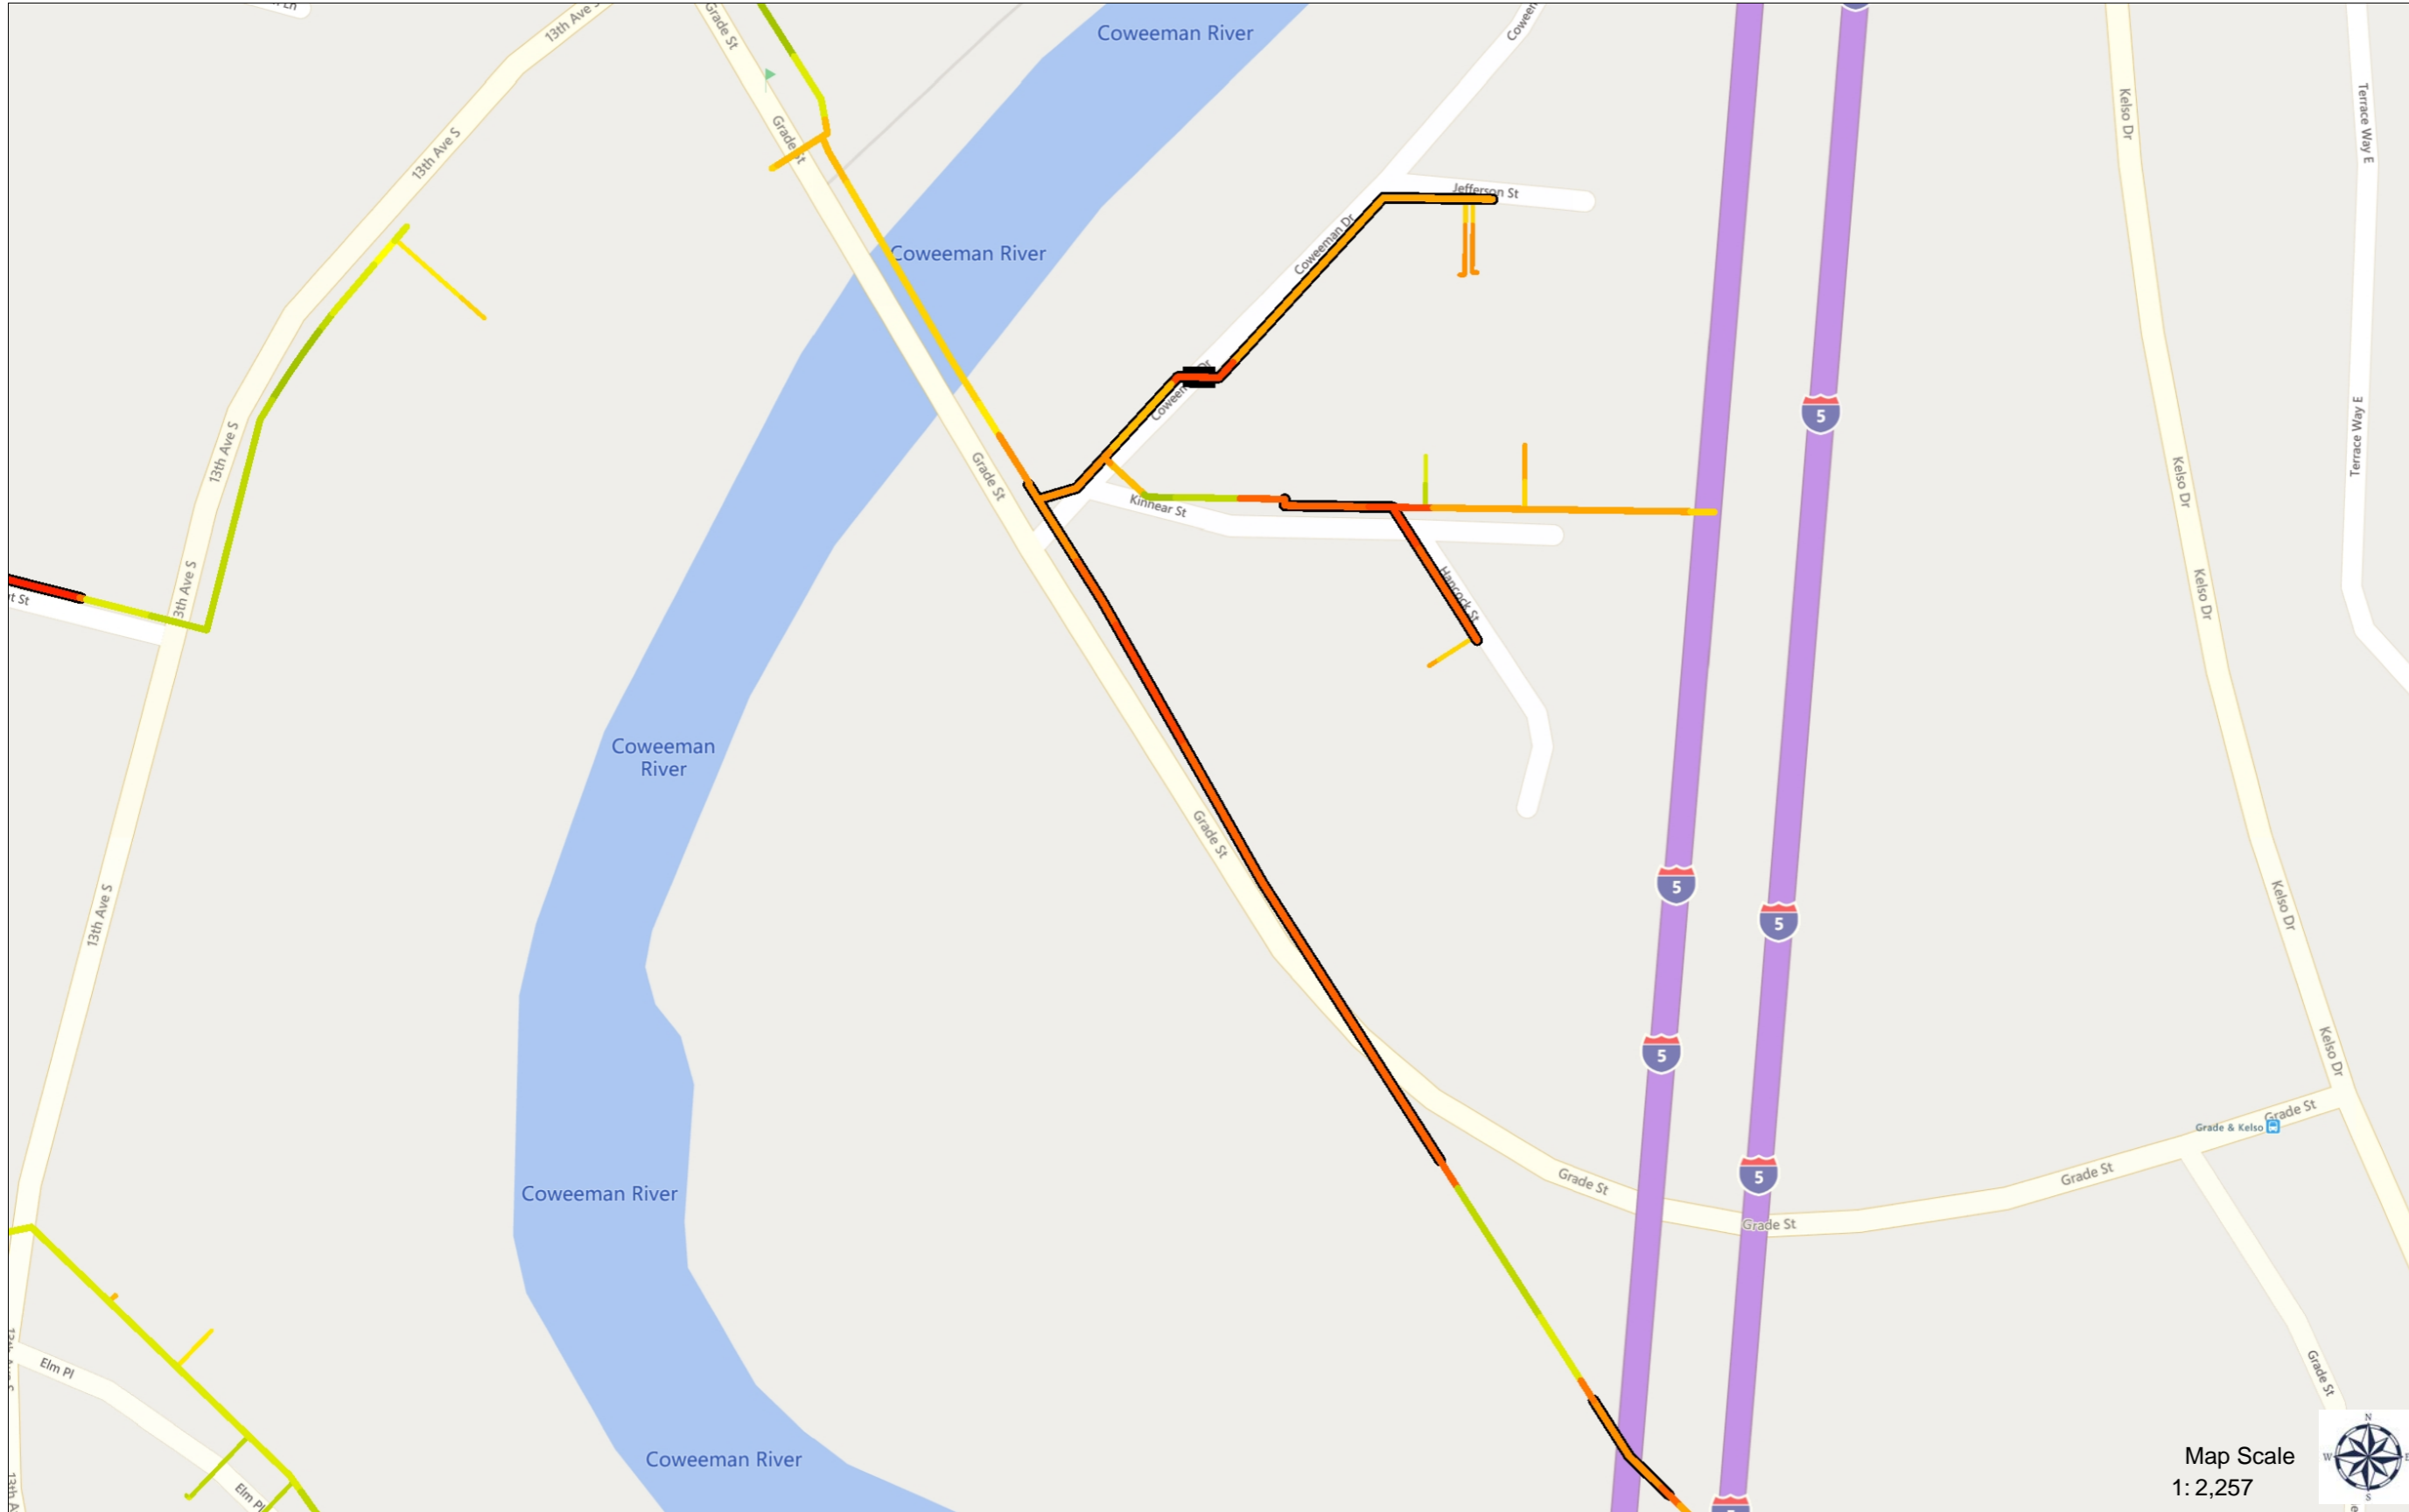 13th Ave S
Grade St
Coweeman River
Kelso Dr
Terrace Way E
Grade St
13th Ave S
Jefferson St
Coweeman Dr
Coweeman River
5
Terrace Way E
13th Ave S
Grade St
Kelso Dr
Kinnear St
Hancock St
Kelso Dr
Coweeman
River
Grade St
5
5
Kelso Dr
13th Ave S
5
Kelso Dr
Grade St
Grade & Kelso
5
Grade St
Grade St
Coweeman River
Grade St
Elm Pl
Grade St
N
W
S
Coweeman River
Elm Pl
Map Scale
1: 2,257